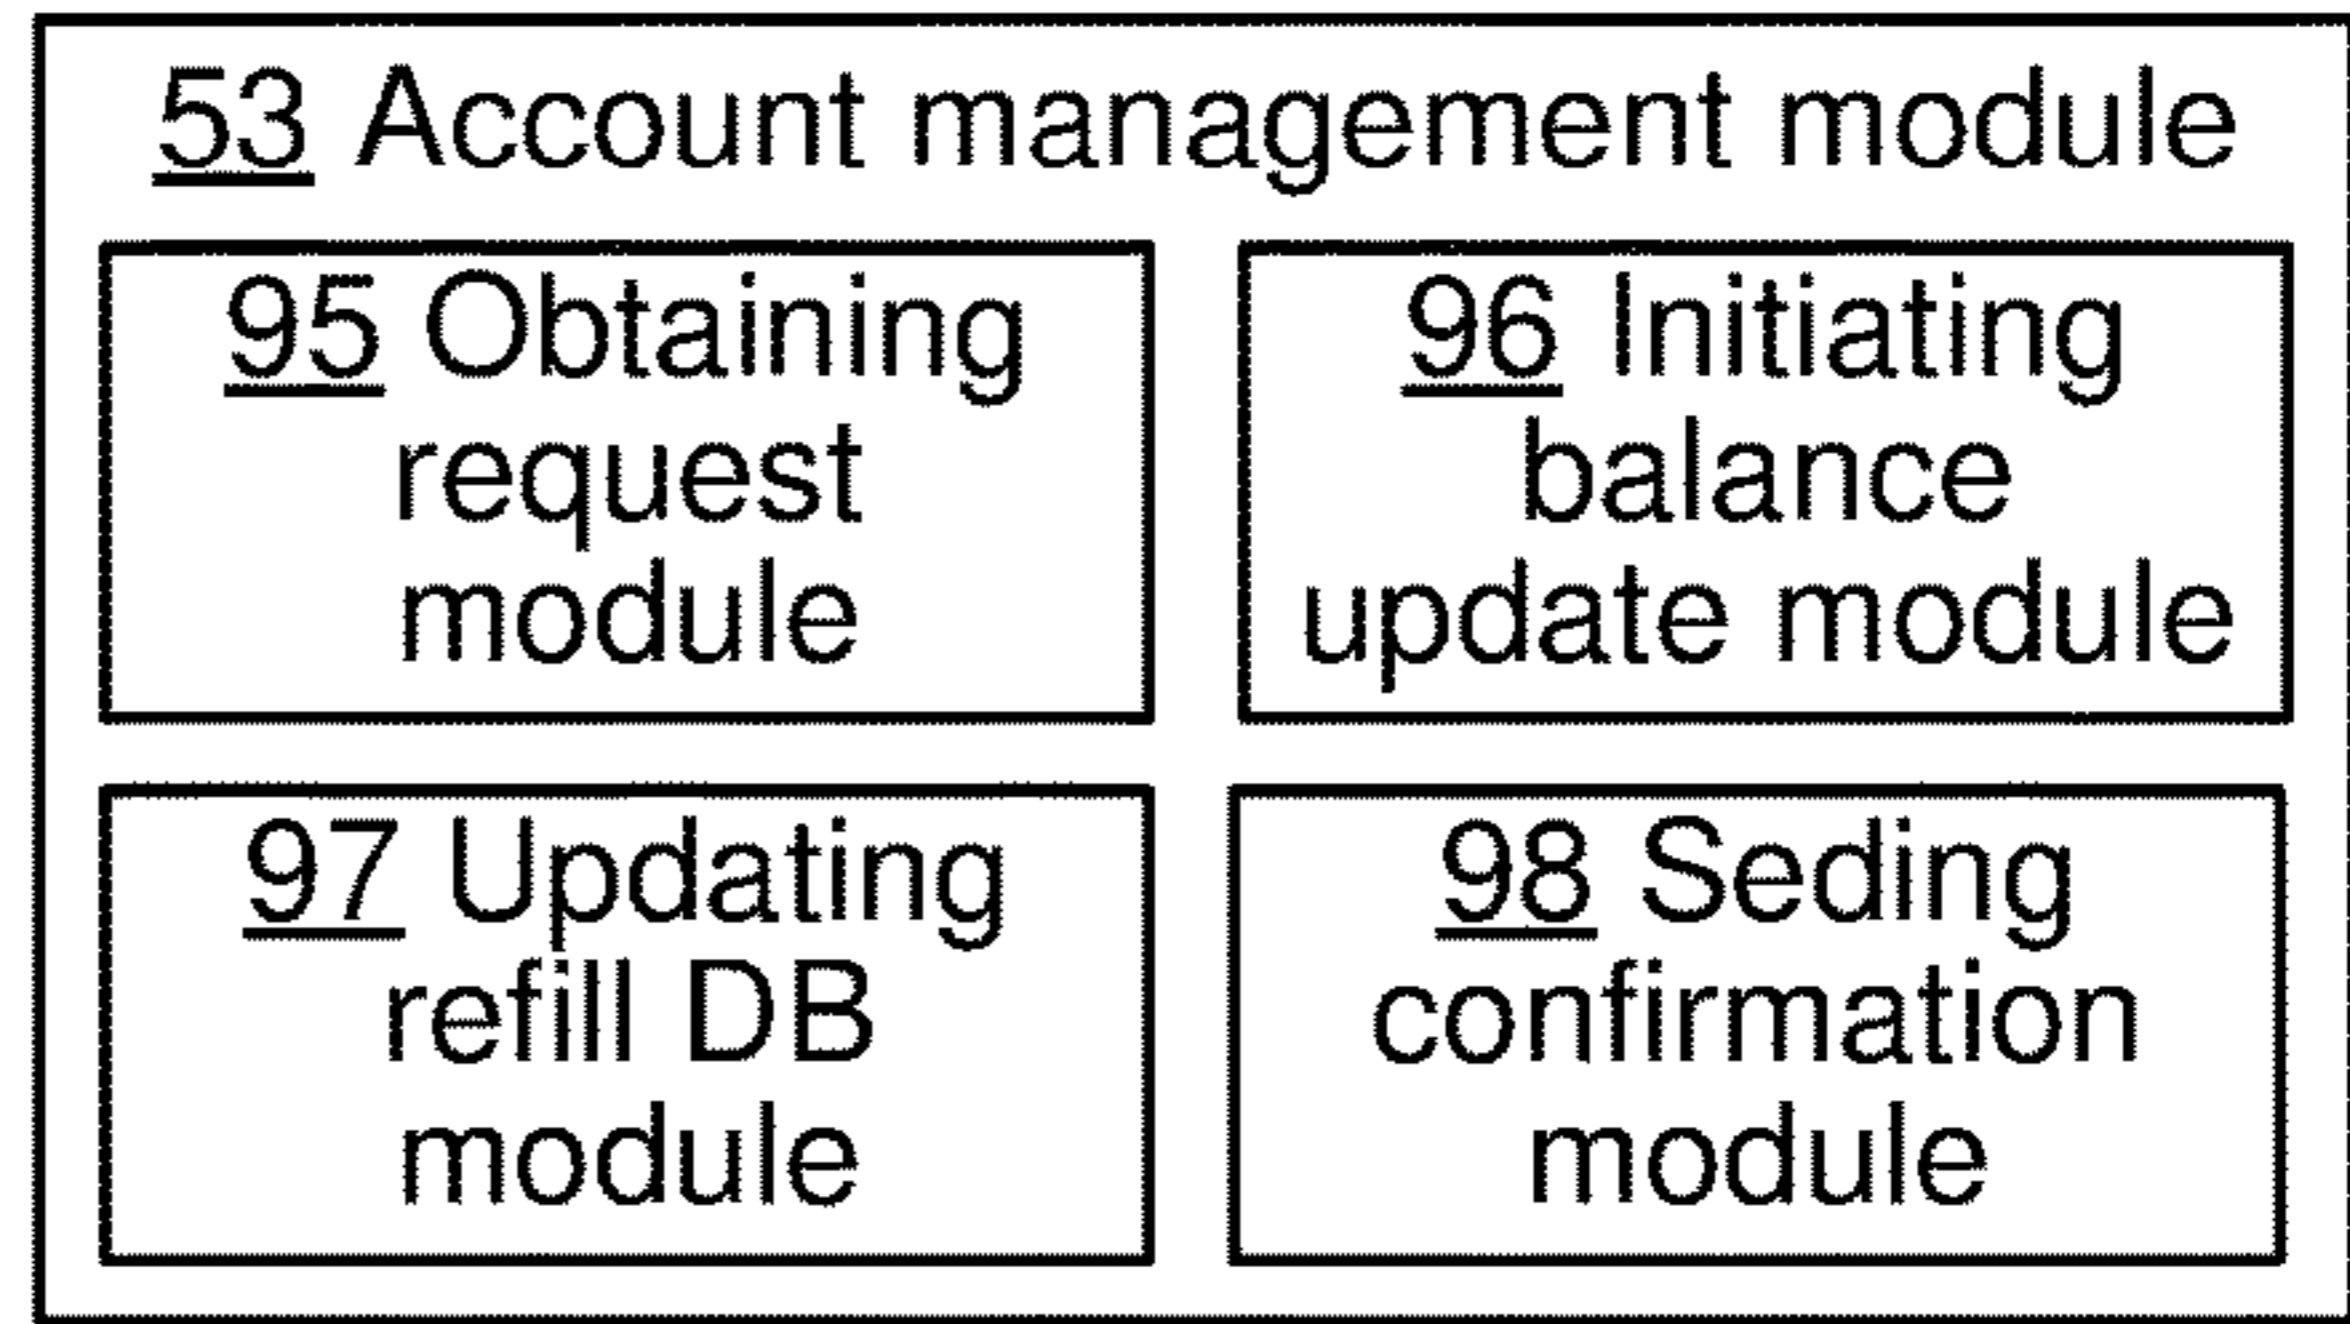 53 Account management module
95 Obtaining
request
module
96 Initiating
balance
update module
97 Updating
refill DB
module
98 Seding
confirmation
module